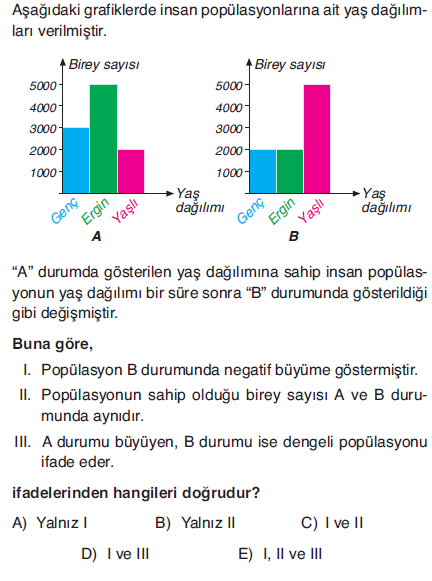 Aşağıdaki grafiklerde insan popülasyonlarına ait yaş dağılım-
ları verilmiştir.
Birey sayısı
5000
4000
3000
2000
1000
Genç
Ergin
Yaşlı
Yaş
dağılımı
A
Birey sayısı
5000
4000
3000
2000
1000
Genç
Ergin
Yaşlı
Yaş
dağılımı
B
“A” durumda gösterilen yaş dağılımına sahip insan popülas-
yonun yaş dağılımı bir süre sonra “B” durumunda gösterildiği
gibi değişmiştir.
Buna göre,
I. Popülasyon B durumunda negatif büyüme göstermiştir.
II. Popülasyonun sahip olduğu birey sayısı A ve B duru-
munda aynıdır.
III. A durumu büyüyen, B durumu ise dengeli popülasyonu
ifade eder.
ifadelerinden hangileri doğrudur?
A) Yalnız I B) Yalnız II C) I ve II
D) I ve III E) I, II ve III